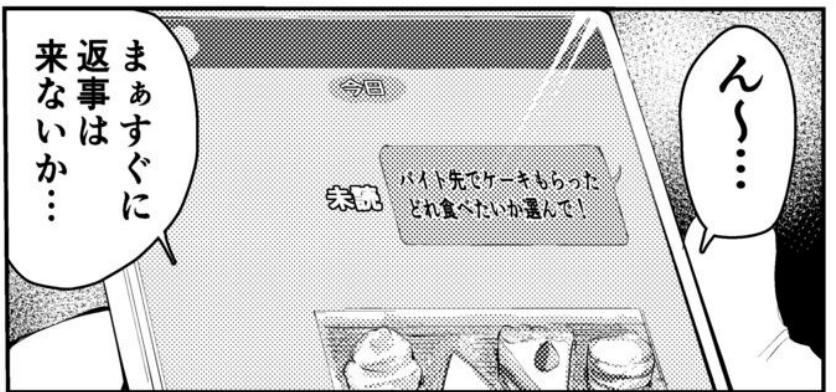 ん〜…
今日
未読
バイト先でケーキもらった
どれ食べたいか選んで！
まぁすぐに
返事は
来ないか…